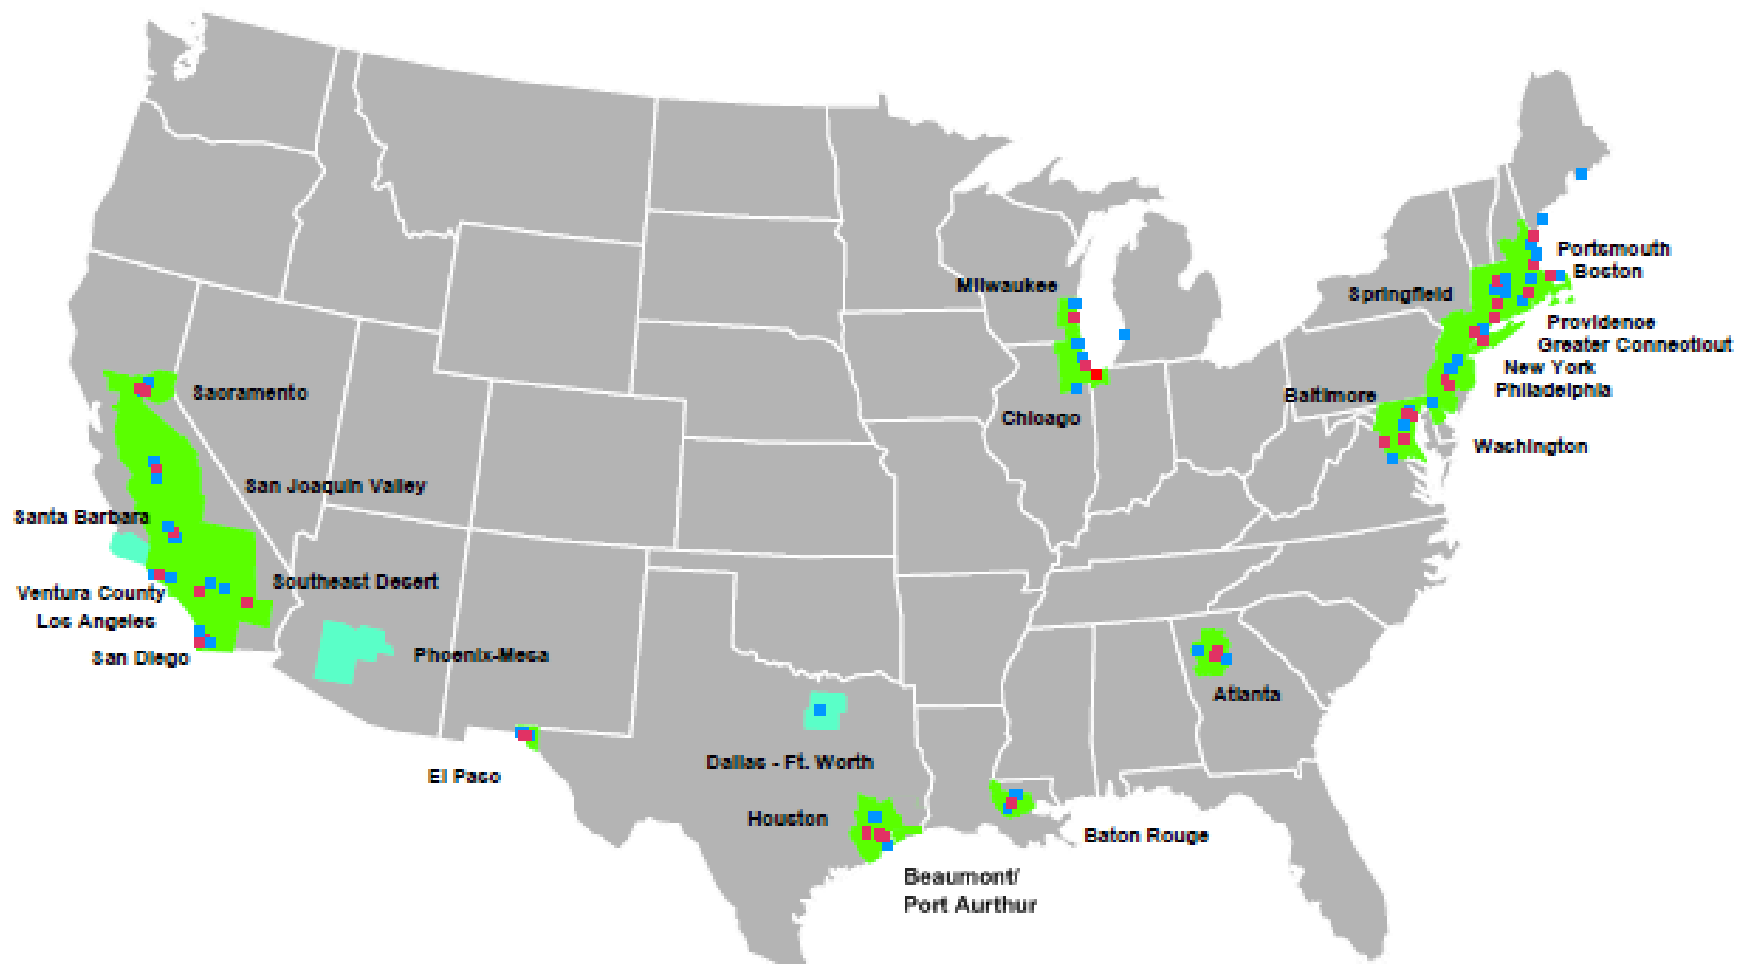 Portsmouth
Boston
Milwaukee
Springfield
Providence
Greater Connecticut
New York
Philadelphia
Baltimore
Sacramento
Chicago
Washington
San Joaquin Valley
Santa Barbara
Southeast Desert
Ventura County
Los Angeles
San Diego
Phoenix-Mesa
Atlanta
Dallas - Ft. Worth
El Paso
Houston
Baton Rouge
Beaumont/
Port Aurthur